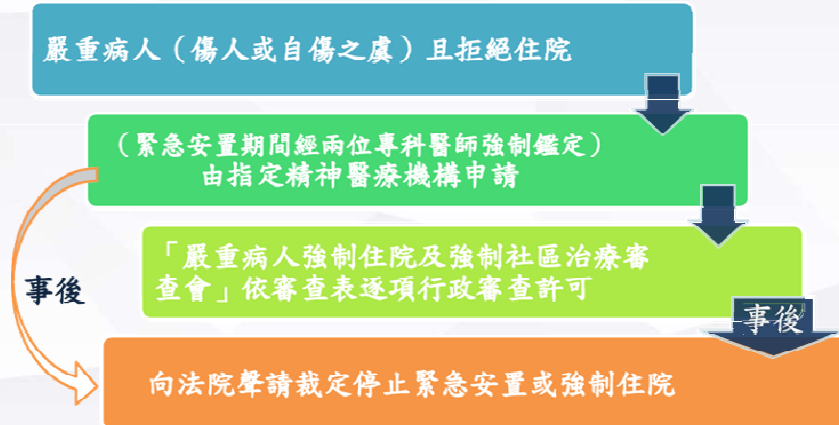 嚴重病人（傷人或自傷之虞）且拒絕住院
（緊急安置期間經兩位專科醫師強制鑑定）
由指定精神醫療機構申請
「嚴重病人強制住院及強制社區治療審
查會」依審查表逐項行政審查許可
事後
事後
向法院聲請裁定停止緊急安置或強制住院